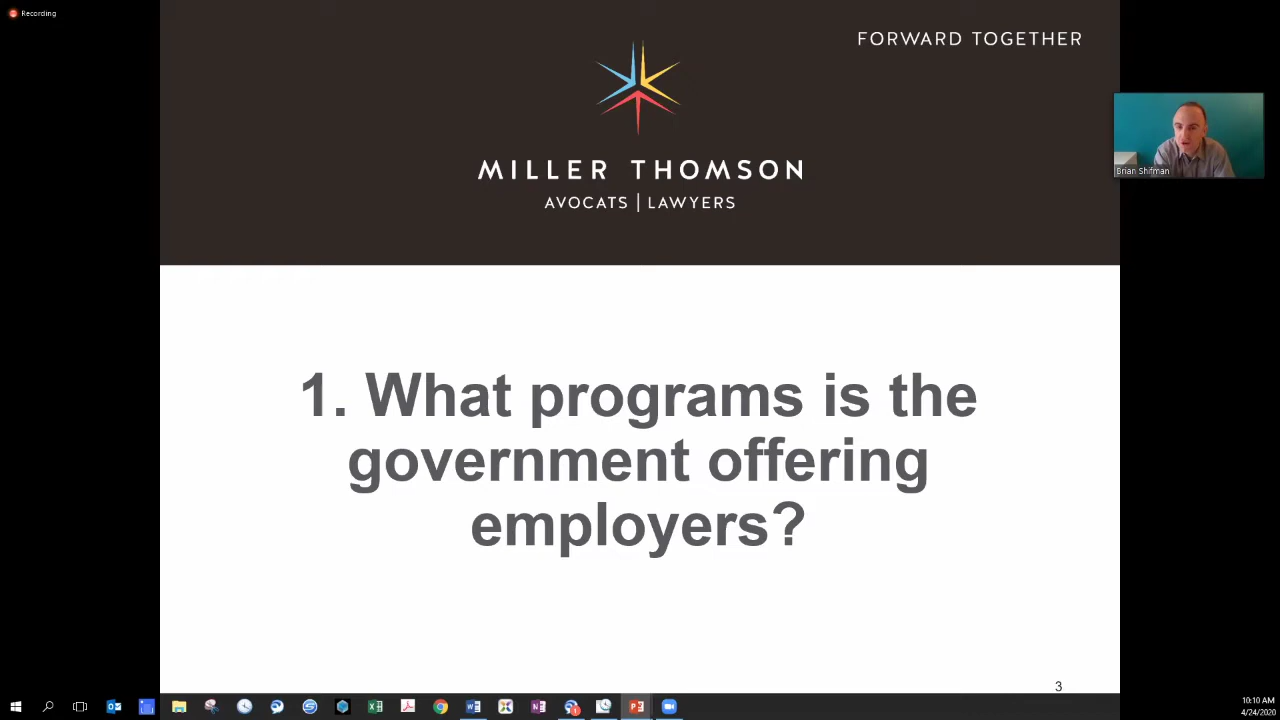 Recording
FORWARD TOGETHER
MILLER THOMSON
AVOCATS | LAWYERS
Brian Shifman
1. What programs is the
government offering
employers?
3
10:10 AM
4/24/2020